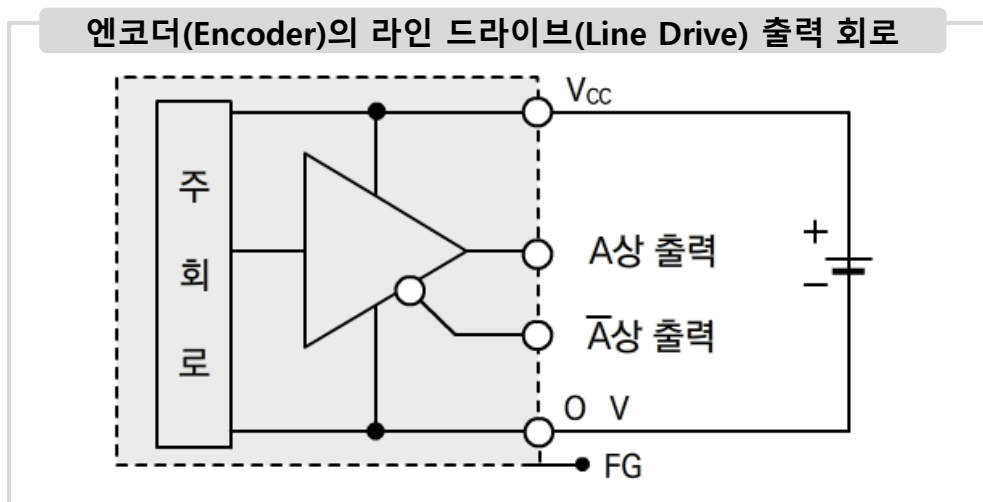 엔코더(Encoder)의 라인 드라이브(Line Drive) 출력 회로
주
회
로
Vcc
A상 출력
A̅상 출력
+
−
O V
FG